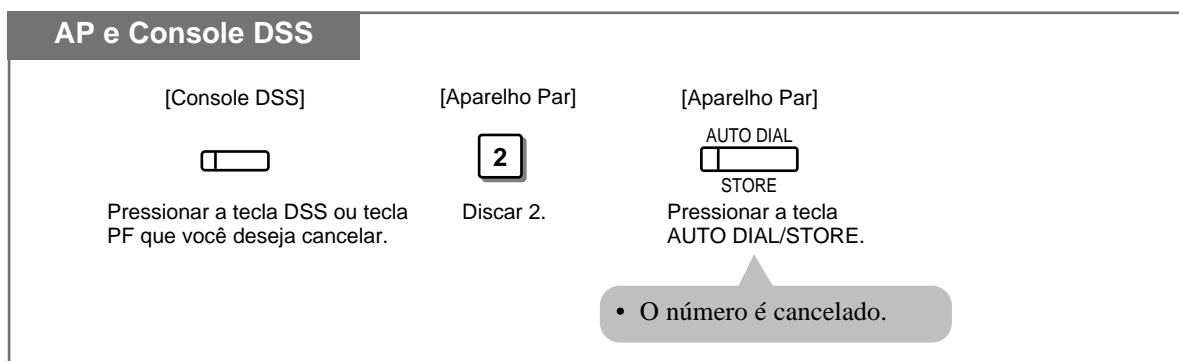 AP e Console DSS
[Console DSS]
[Aparelho Par]
[Aparelho Par]
2
AUTO DIAL
STORE
Pressionar a tecla DSS ou tecla
PF que você deseja cancelar.
Discar 2.
Pressionar a tecla
AUTO DIAL/STORE.
• O número é cancelado.